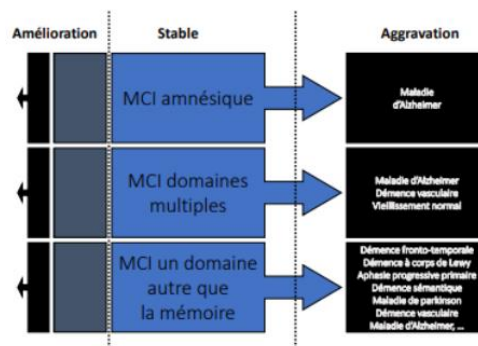 Amélioration
Stable
Aggravation
MCI amnésique
Maladie
d'Alzheimer
MCI domaines
multiples
Maladie d'Alzheimer
Démence vasculaire
Vieillissement normal
MCI un domaine
autre que
la mémoire
Démence fronto-temporale
Démence à corps de Lewy
Aphasie progressive primaire
Démence sémantique
Maladie de parkinson
Démence vasculaire
Maladie d'Alzheimer, ...